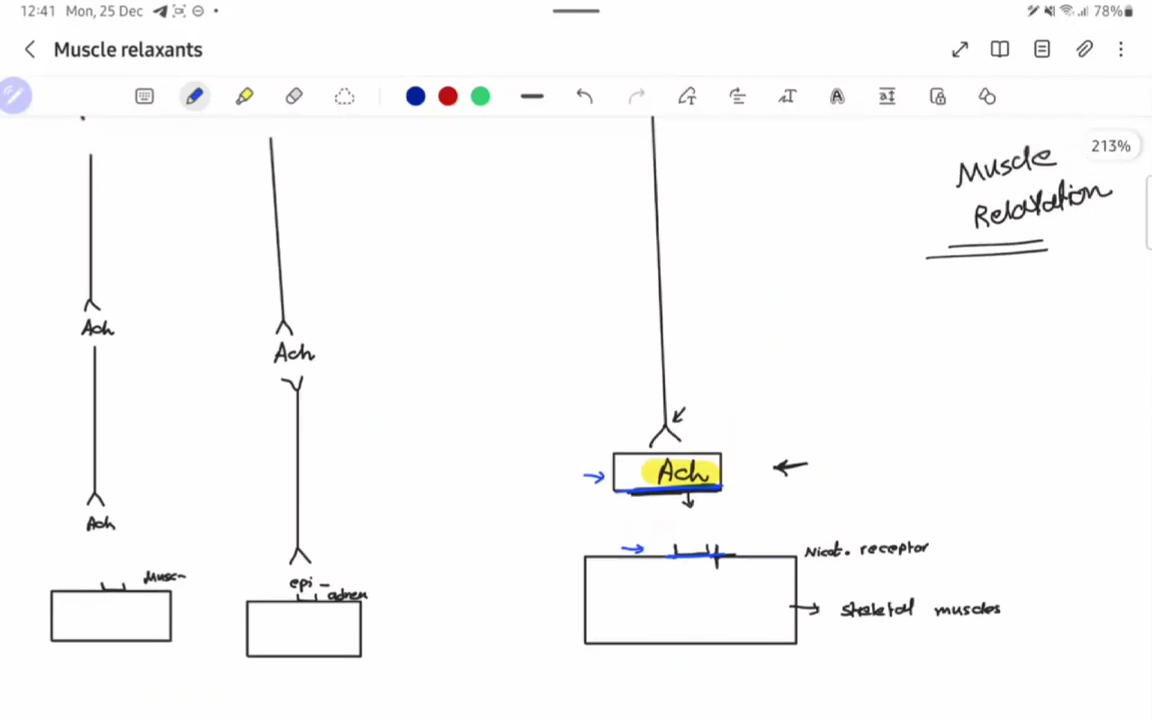 12:41 Mon, 25 Dec
78%
Muscle relaxants
213%
Muscle
Relaxation
Ach
Ach
Ach
Ach
epi -
Musc-
adren
Nicot. receptor
Skeletal muscles